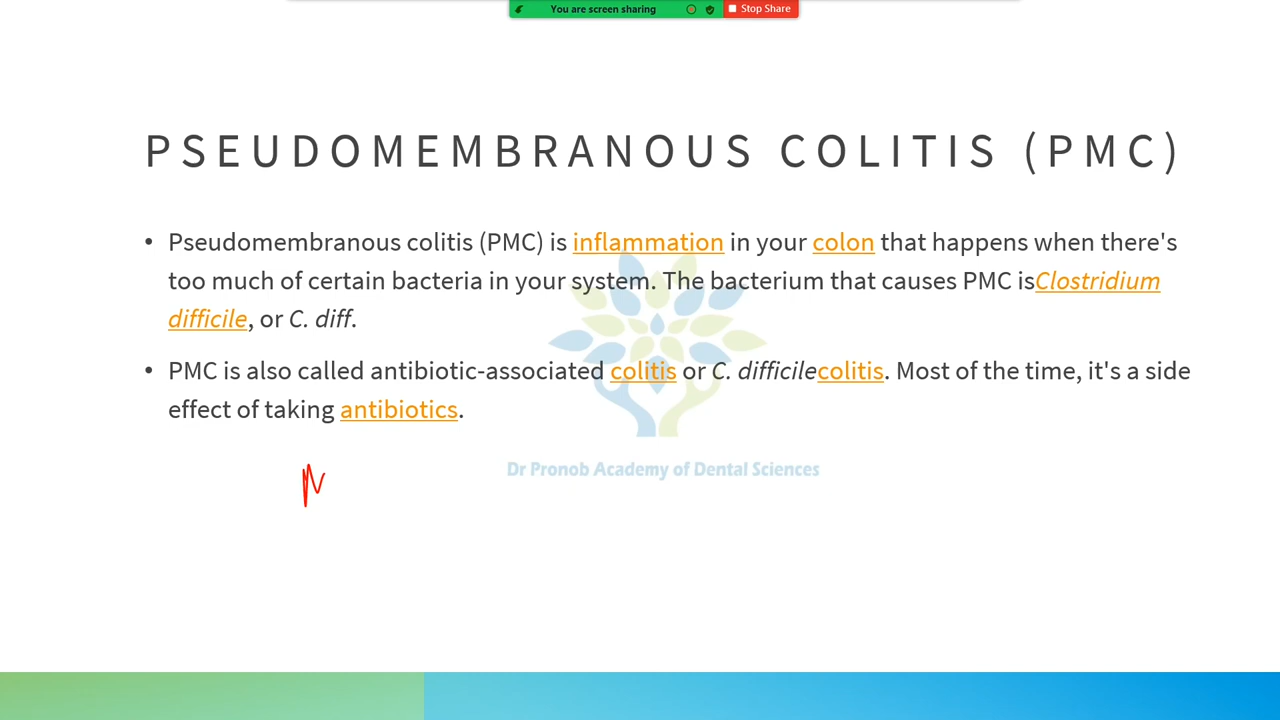 You are screen sharing Stop Share
PSEUDOMEMBRANOUS COLITIS (PMC)
• Pseudomembranous colitis (PMC) is inflammation in your colon that happens when there's
too much of certain bacteria in your system. The bacterium that causes PMC isClostridium
difficile, or C. diff.
• PMC is also called antibiotic-associated colitis or C. difficilecolitis. Most of the time, it's a side
effect of taking antibiotics.
Dr Pronob Academy of Dental Sciences